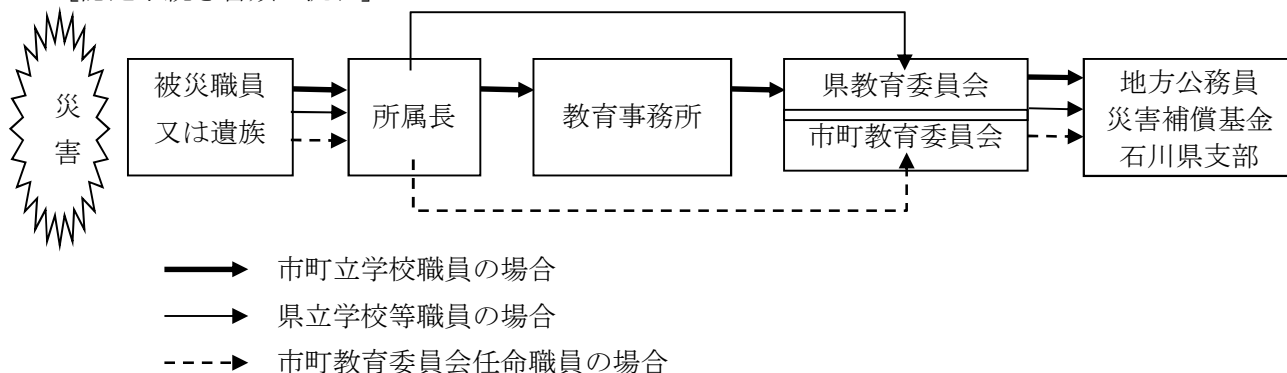 災
害
被災職員
又は遺族
所属長
教育事務所
県教育委員会
市町教育委員会
地方公務員
災害補償基金
石川県支部
市町立学校職員の場合
県立学校等職員の場合
市町教育委員会任命職員の場合